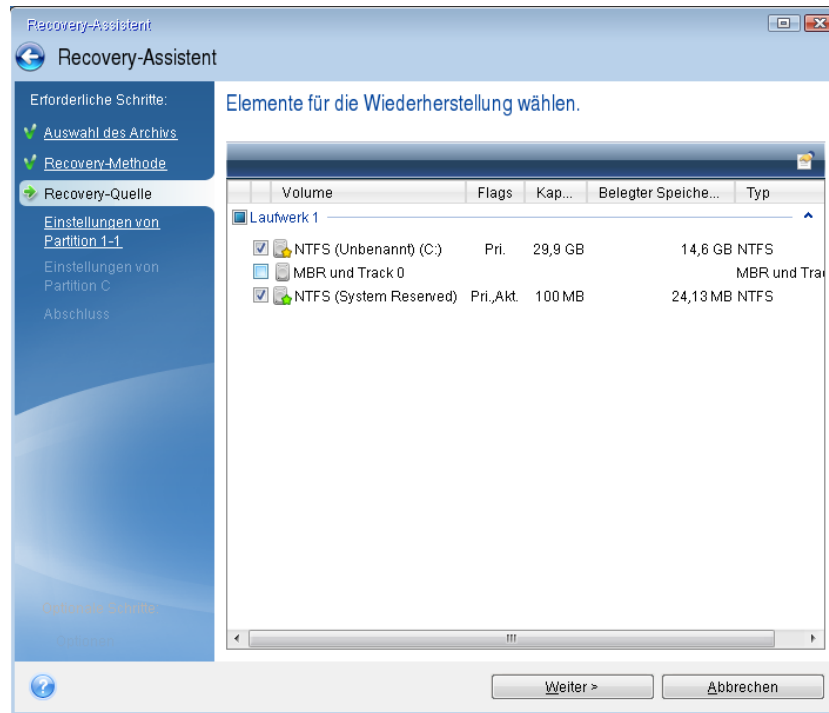 Recovery-Assistent
Recovery-Assistent
Erforderliche Schritte:
Auswahl des Archivs
Recovery-Methode
Recovery-Quelle
Einstellungen von
Partition 1-1
Einstellungen von
Partition C
Abschluss
Elemente für die Wiederherstellung wählen.
Volume Flags Kap... Belegter Speiche... Typ
Laufwerk 1
NTFS (Unbenannt) (C:) Pri. 29,9 GB 14,6 GB NTFS
MBR und Track 0 MBR und Tra
NTFS (System Reserved) Pri.,Akt. 100 MB 24,13 MB NTFS
Weiter > Abbrechen